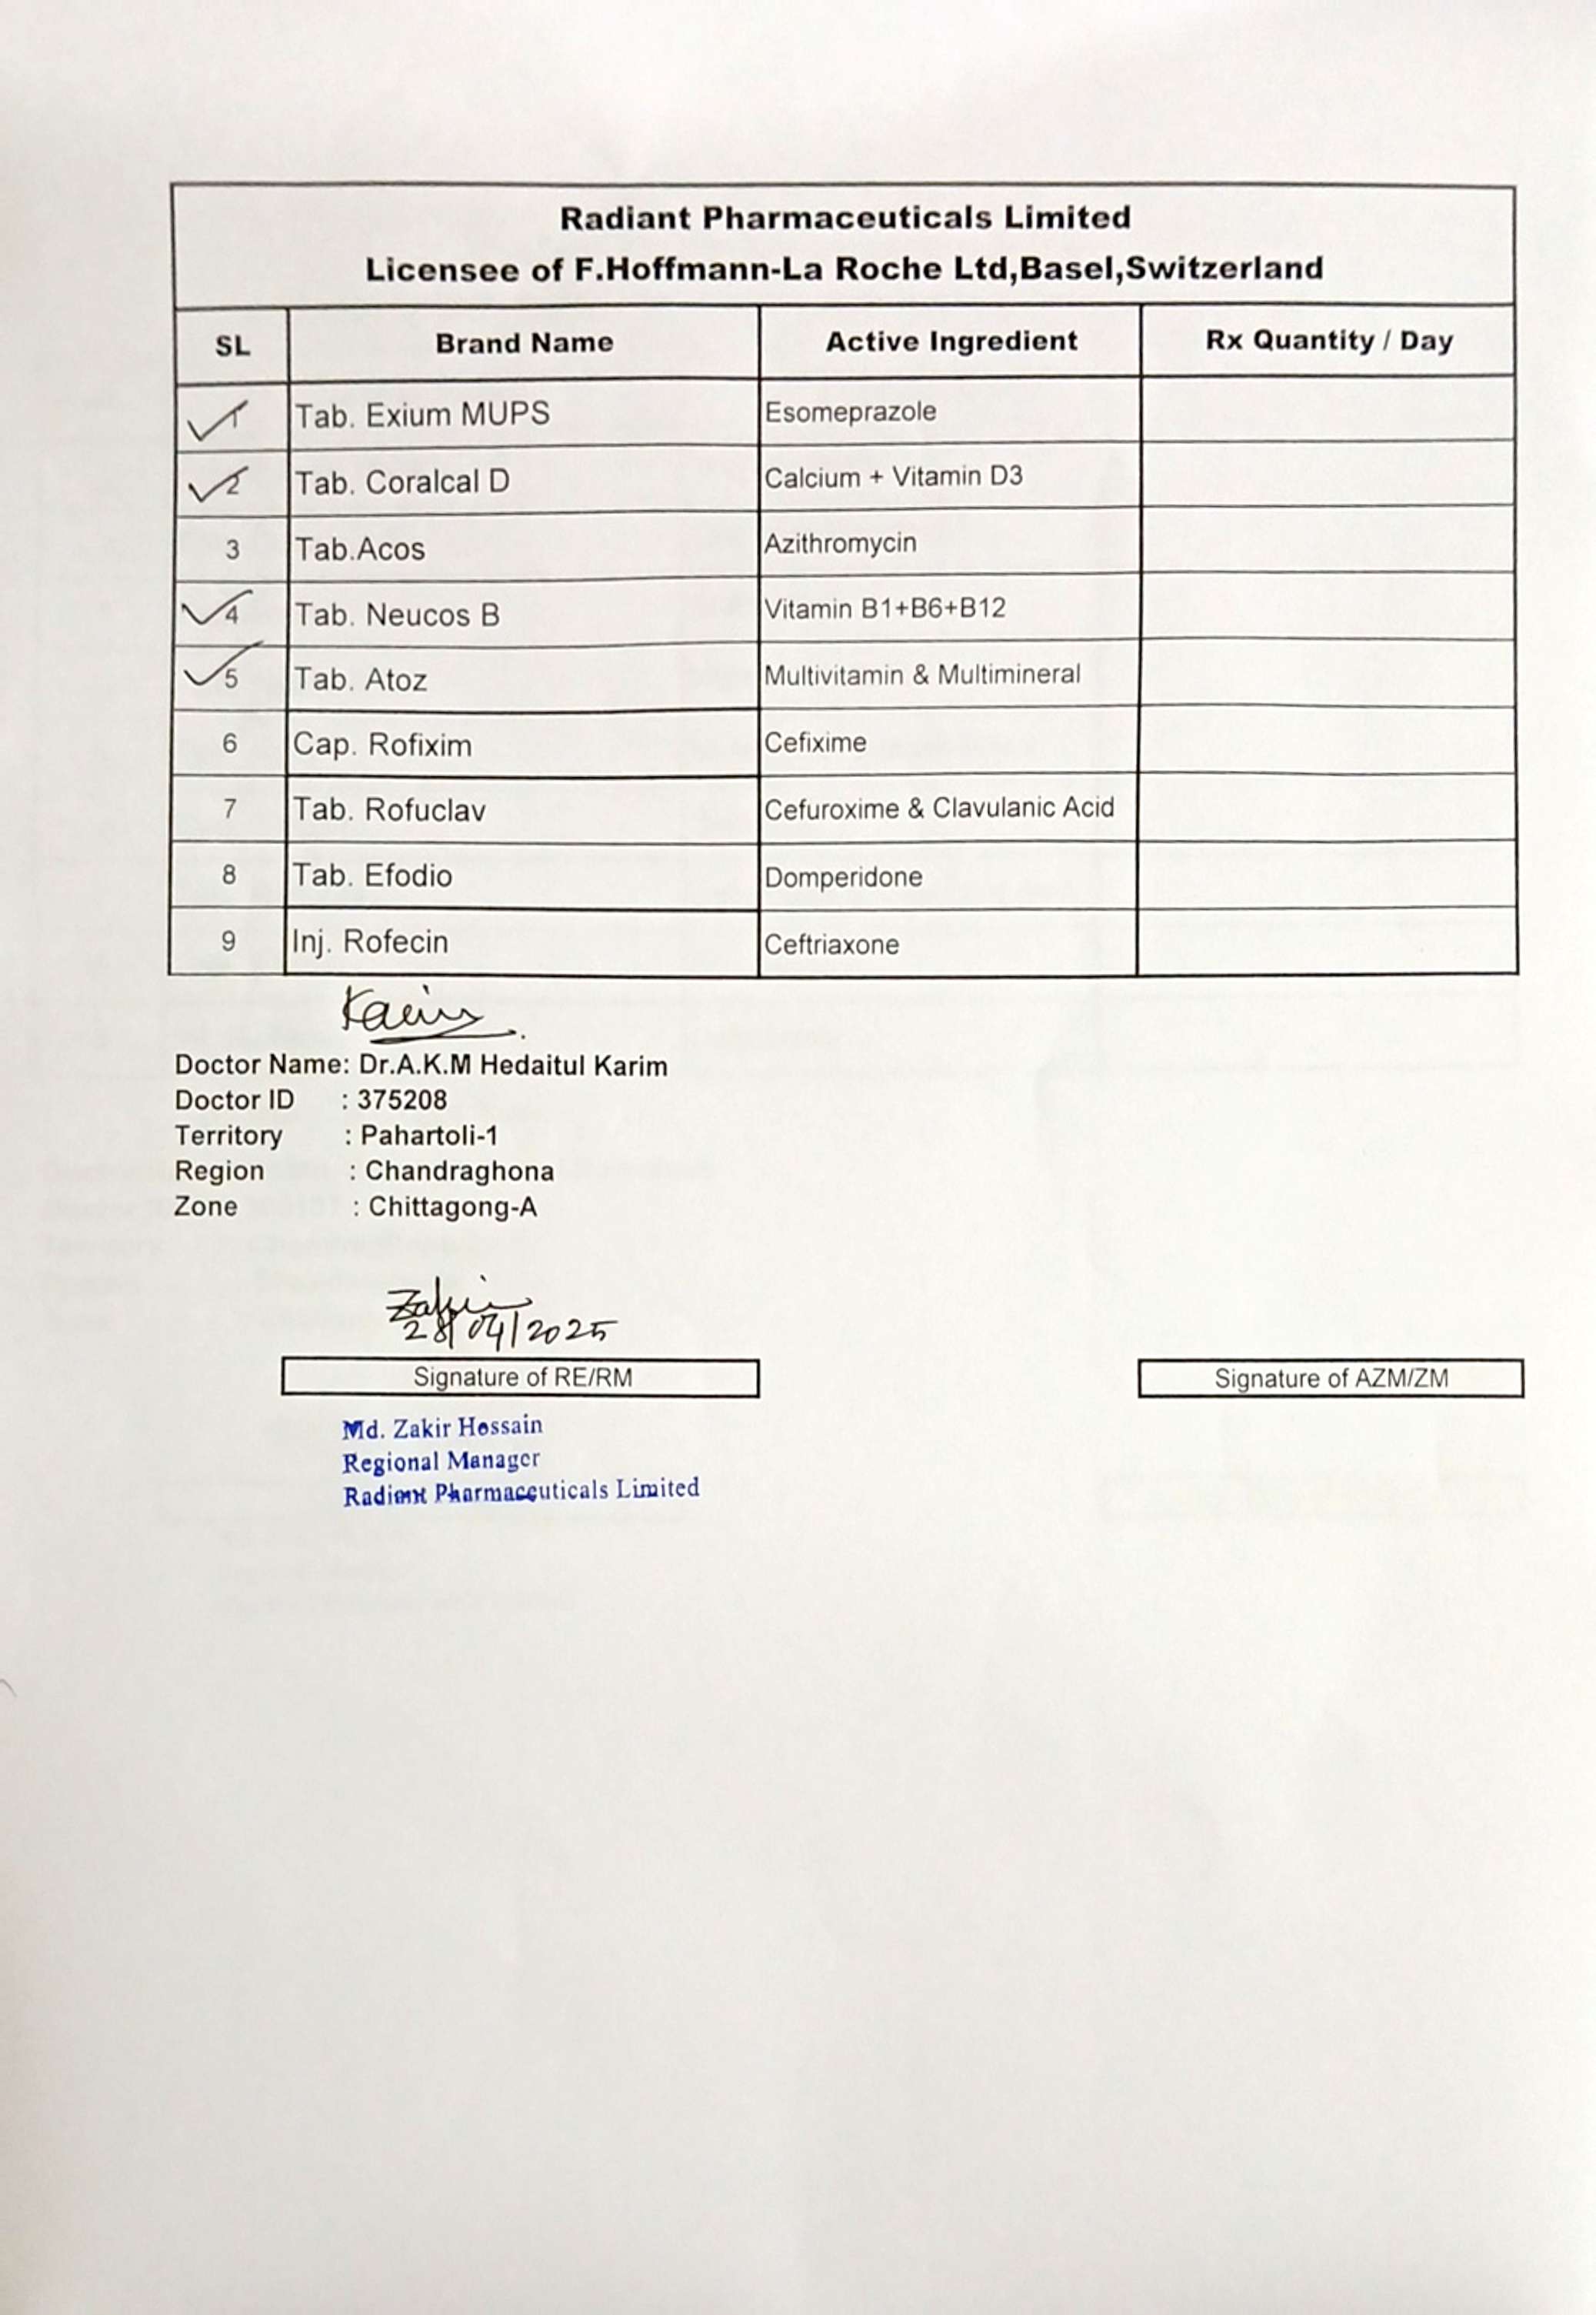 Radiant Pharmaceuticals Limited
Licensee of F.Hoffmann-La Roche Ltd,Basel,Switzerland
SL Brand Name Active Ingredient Rx Quantity / Day
1 Tab. Exium MUPS Esomeprazole
2 Tab. Coralcal D Calcium + Vitamin D3
3 Tab.Acos Azithromycin
4 Tab. Neucos B Vitamin B1+B6+B12
5 Tab. Atoz Multivitamin & Multimineral
6 Cap. Rofixim Cefixime
7 Tab. Rofuclav Cefuroxime & Clavulanic Acid
8 Tab. Efodio Domperidone
9 Inj. Rofecin Ceftriaxone
Karim
Doctor Name: Dr.A.K.M Hedaitul Karim
Doctor ID : 375208
Territory : Pahartoli-1
Region : Chandraghona
Zone : Chittagong-A
Zakir
28/04/2025
Signature of RE/RM Signature of AZM/ZM
Md. Zakir Hossain
Regional Manager
Radiant Pharmaceuticals Limited